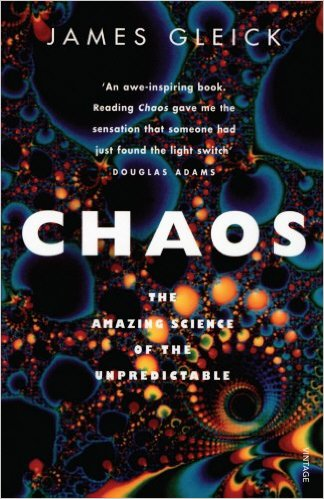 JAMES GLEICK
'An awe-inspiring book.
Reading Chaos gave me the
sensation that someone had
just found the light switch'
DOUGLAS ADAMS
CHAOS
THE
AMAZING SCIENCE
OF THE
UNPREDICTABLE
VINTAGE